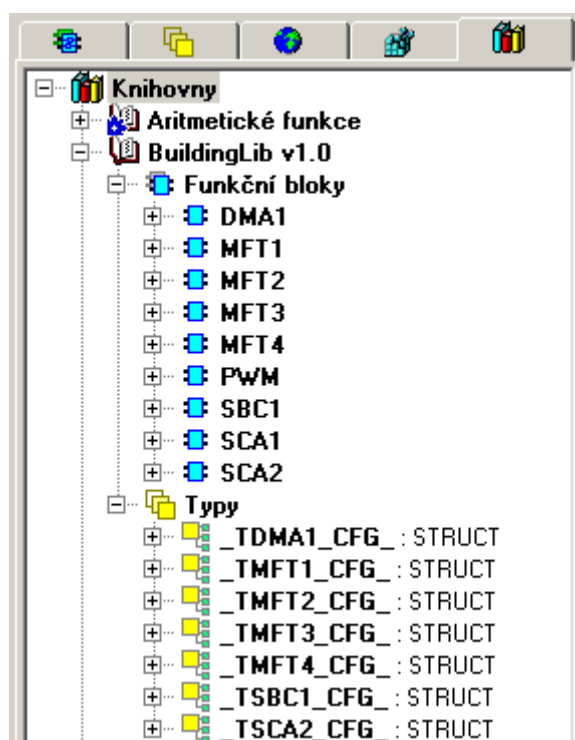 Knihovny
Aritmetické funkce
BuildingLib v1.0
Funkční bloky
DMA1
MFT1
MFT2
MFT3
MFT4
PWM
SBC1
SCA1
SCA2
Typy
_TDMA1_CFG_ : STRUCT
_TMFT1_CFG_ : STRUCT
_TMFT2_CFG_ : STRUCT
_TMFT3_CFG_ : STRUCT
_TMFT4_CFG_ : STRUCT
_TSBC1_CFG_ : STRUCT
_TSCA2_CFG_ : STRUCT